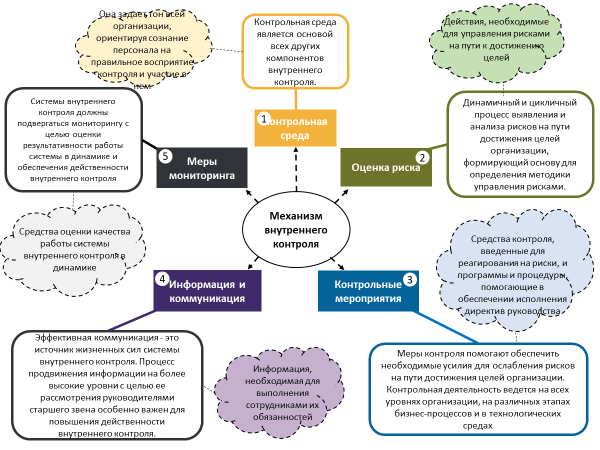 Она задает тон всей
организации,
ориентируя сознание
персонала на
правильное восприятие
контроля и участие в
нем
Контрольная среда
является основой
всех других
компонентов
внутреннего
контроля.
Действия, необходимые
для управления рисками
на пути к достижению
целей
Системы внутреннего
контроля должны
подвергаться мониторингу с
целью оценки
результативности работы
системы в динамике и
обеспечения действенности
внутреннего контроля
1
Контрольная
среда
Динамичный и цикличный
процесс выявления и
анализа рисков на пути
достижения целей
организации,
формирующий основу для
определения методики
управления рисками.
5
Меры
мониторинга
2
Оценка риска
Механизм
внутреннего
контроля
Средства оценки качества
работы системы
внутреннего контроля в
динамике
Средства контроля,
введенные для
реагирования на риски, и
программы и процедуры,
помогающие в
обеспечении исполнения
директив руководства
4
Информация и
коммуникация
3
Контрольные
мероприятия
Эффективная коммуникация - это
источник жизненных сил системы
внутреннего контроля. Процесс
продвижения информации на более
высокие уровни с целью ее
рассмотрения руководителями
старшего звена особенно важен для
повышения действенности
внутреннего контроля.
Информация,
необходимая для
выполнения
сотрудниками их
обязанностей
Меры контроля помогают обеспечить
необходимые усилия для ослабления рисков
на пути достижения целей организации.
Контрольная деятельность ведется на всех
уровнях организации, на различных этапах
бизнес-процессов и в технологических
средах